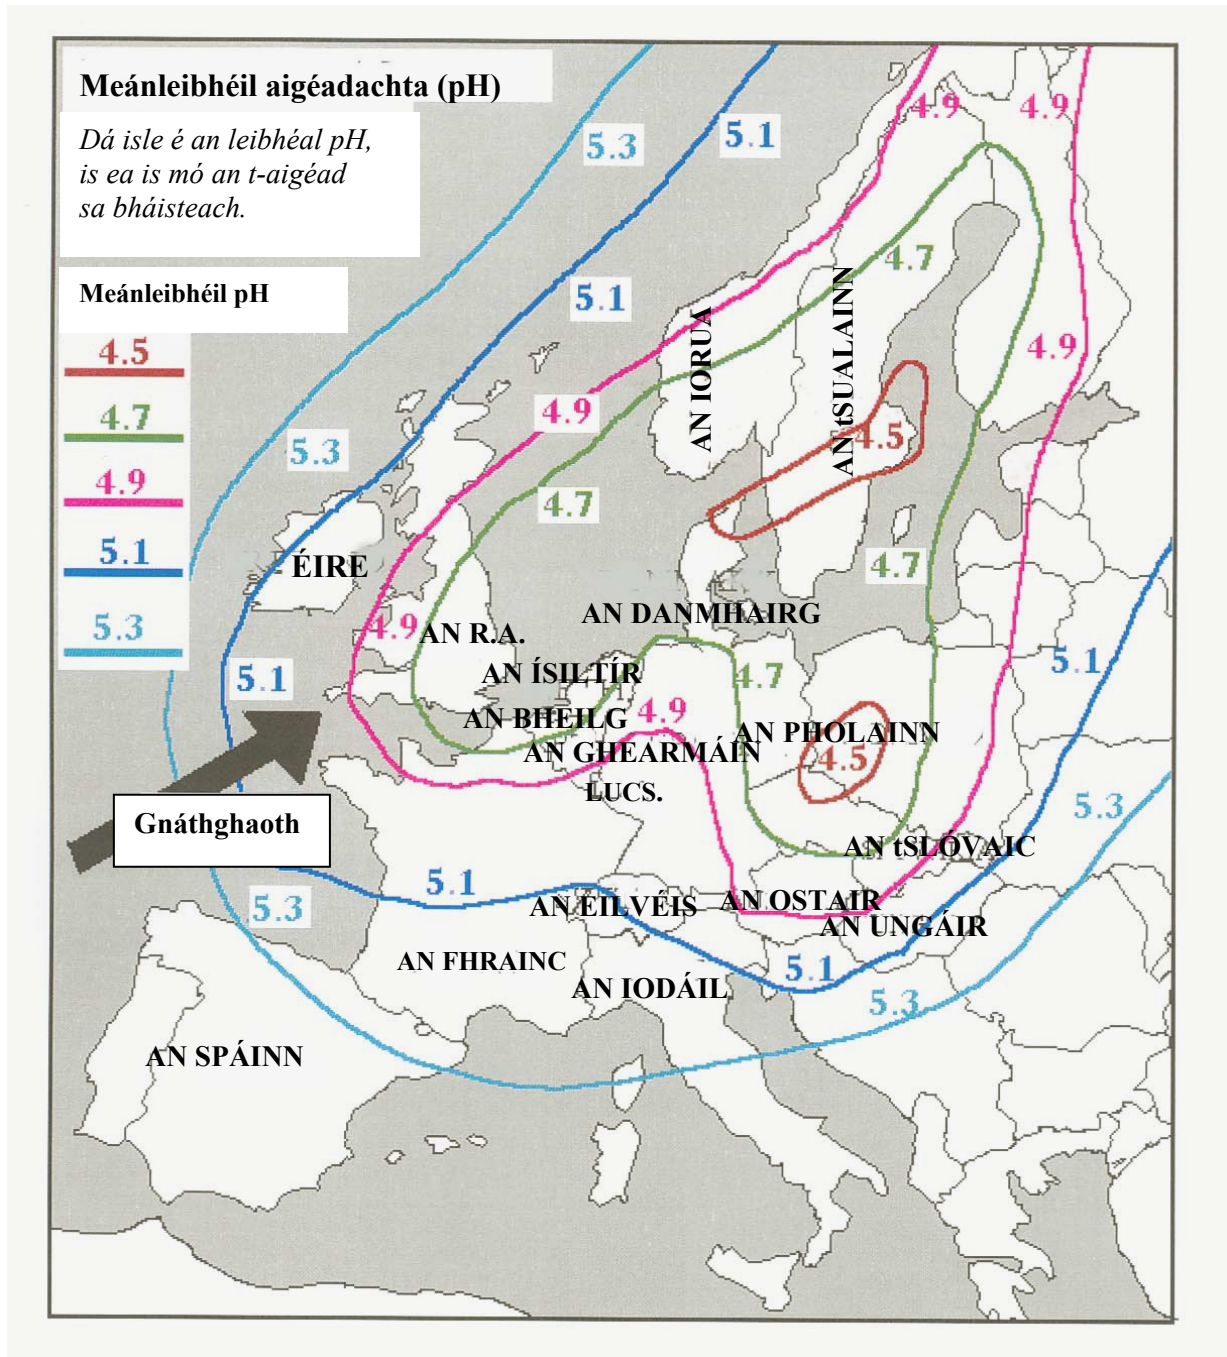 Meánleibhéil aigéadachta (pH)
Dá isle é an leibhéal pH,
is ea is mó an t-aigéad
sa bháisteach.
Meánleibhéil pH
4.5
4.7
4.9
5.1
5.3
4.9
4.9
5.3
5.1
4.7
5.1
AN IORUA
AN tSUALAINN
4.9
4.9
4.5
5.3
4.7
ÉIRE
4.7
AN DANMHAIRG
4.9
AN R.A.
5.1
AN ÍSILTÍR
5.1
4.7
AN BHEILG
4.9
AN PHOLAINN
AN GHEARMÁIN
4.5
LUCS.
5.3
Gnáthghaoth
AN tSLÓVAIC
5.1
5.3
AN EILVÉIS
AN OSTAIR
AN UNGÁIR
AN FHRAINC
5.1
AN IODÁIL
5.3
AN SPÁINN